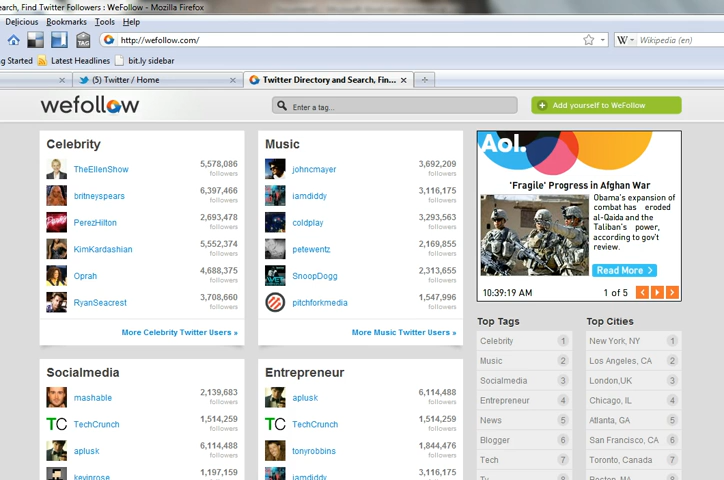 earch, Find Twitter Followers : WeFollow - Mozilla Firefox
Delicious Bookmarks Tools Help
TAG http://wefollow.com/ W Wikipedia (en)
ng Started Latest Headlines bit.ly sidebar
(5) Twitter / Home Twitter Directory and Search, Fin...
wefollow Enter a tag... Add yourself to WeFollow
Celebrity
TheEllenShow 5,578,086
followers
britneyspears 6,397,466
followers
PerezHilton 2,693,478
followers
KimKardashian 5,552,374
followers
Oprah 4,688,375
followers
RyanSeacrest 3,708,660
followers
More Celebrity Twitter Users »
Music
johncmayer 3,692,209
followers
iamdiddy 3,116,175
followers
coldplay 3,293,563
followers
petewentz 2,169,855
followers
SnoopDogg 2,313,655
followers
pitchforkmedia 1,547,996
followers
More Music Twitter Users »
Aol.
'Fragile' Progress in Afghan War
Obama's expansion of
combat has eroded
al-Qaida and the
Taliban's power,
according to gov't
review.
Read More
10:39:19 AM 1 of 5
Socialmedia
mashable 2,139,683
followers
TC TechCrunch 1,514,259
followers
aplusk 6,114,488
followers
kevinrose 1,197,159
Entrepreneur
aplusk 6,114,488
followers
TC TechCrunch 1,514,259
followers
tonyrobbins 1,844,476
followers
iamdiddy 3,116,175
Top Tags
Celebrity 1
Music 2
Socialmedia 3
Entrepreneur 4
News 5
Blogger 6
Tech 7
Tv 8
Top Cities
New York, NY 1
Los Angeles, CA 2
London,UK 3
Chicago, IL 4
Atlanta, GA 5
San Francisco, CA 6
Toronto, Canada 7
Boston, MA 8